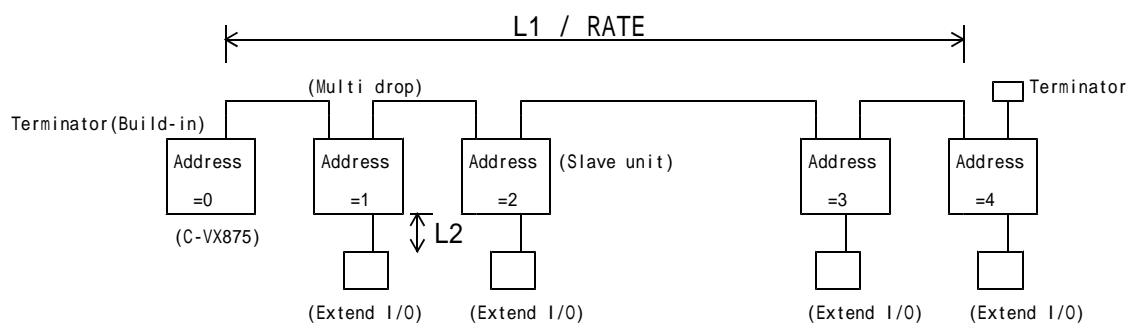 L1 / RATE
(Multi drop)
Terminator
Terminator(Build-in)
Address
=0
Address
=1
Address
=2
(Slave unit)
Address
=3
Address
=4
(C-VX875)
L2
(Extend I/O)
(Extend I/O)
(Extend I/O)
(Extend I/O)